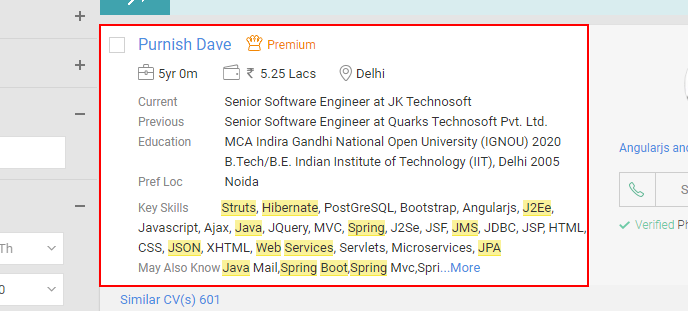 Purnish Dave Premium
5yr 0m ₹ 5.25 Lacs Delhi
Current Senior Software Engineer at JK Technosoft
Previous Senior Software Engineer at Quarks Technosoft Pvt. Ltd.
Education MCA Indira Gandhi National Open University (IGNOU) 2020
B.Tech/B.E. Indian Institute of Technology (IIT), Delhi 2005
Pref Loc Noida
Key Skills Struts, Hibernate, PostGreSQL, Bootstrap, Angularjs, J2Ee,
Javascript, Ajax, Java, JQuery, MVC, Spring, J2Se, JSF, JMS, JDBC, JSP, HTML,
CSS, JSON, XHTML, Web Services, Servlets, Microservices, JPA
May Also Know Java Mail,Spring Boot,Spring Mvc,Spri...More
Similar CV(s) 601
Th
0
Angularjs and
S
Verified Ph